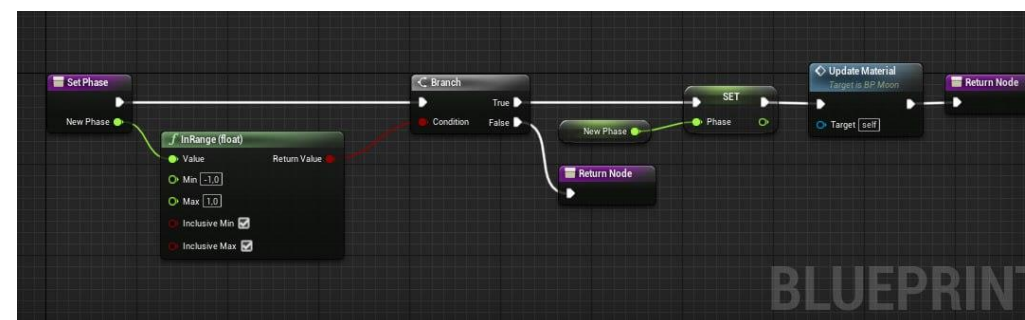 Set Phase
New Phase
InRange (float)
Value
Return Value
Min -1,0
Max 1,0
Inclusive Min
Inclusive Max
Branch
True
Condition
False
New Phase
Return Node
SET
Phase
Update Material
Target is BP Moon
Target self
Return Node
BLUEPRINT